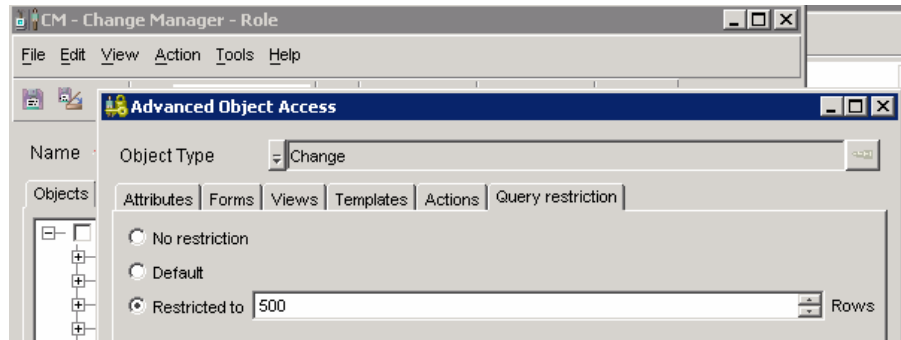 CM - Change Manager - Role
File Edit View Action Tools Help
Advanced Object Access
Name Object Type Change
Objects Attributes Forms Views Templates Actions Query restriction
No restriction
Default
Restricted to 500 Rows